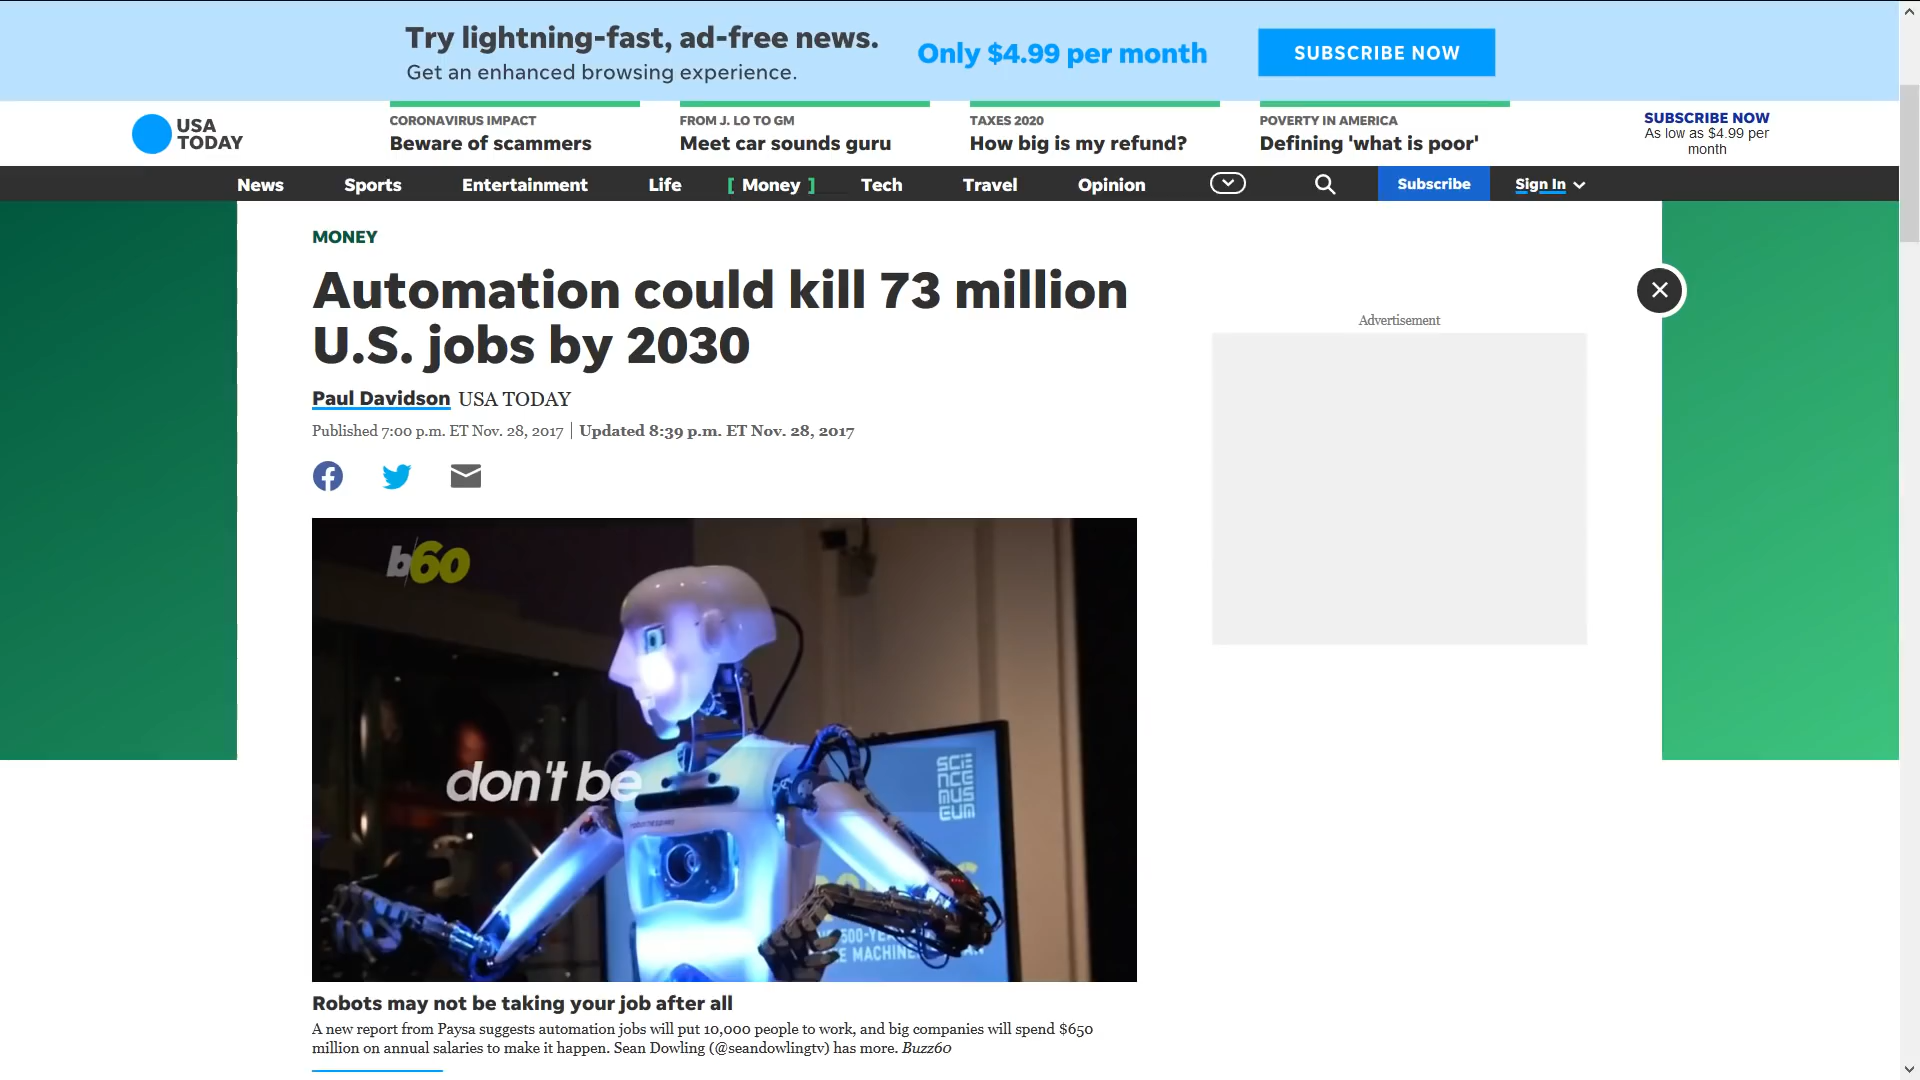 Try lightning-fast, ad-free news.
Get an enhanced browsing experience.
Only $4.99 per month
SUBSCRIBE NOW
USA
TODAY
CORONAVIRUS IMPACT
Beware of scammers
FROM J. LO TO GM
Meet car sounds guru
TAXES 2020
How big is my refund?
POVERTY IN AMERICA
Defining 'what is poor'
SUBSCRIBE NOW
As low as $4.99 per
month
News Sports Entertainment Life [ Money ] Tech Travel Opinion Subscribe Sign In
MONEY
Automation could kill 73 million
U.S. jobs by 2030
Paul Davidson USA TODAY
Published 7:00 p.m. ET Nov. 28, 2017 | Updated 8:39 p.m. ET Nov. 28, 2017
Advertisement
b/60
don't be
SCI
ENCE
MUS
EUM
500-YE
MACHINE
Robots may not be taking your job after all
A new report from Paysa suggests automation jobs will put 10,000 people to work, and big companies will spend $650
million on annual salaries to make it happen. Sean Dowling (@seandowlingtv) has more. Buzz60